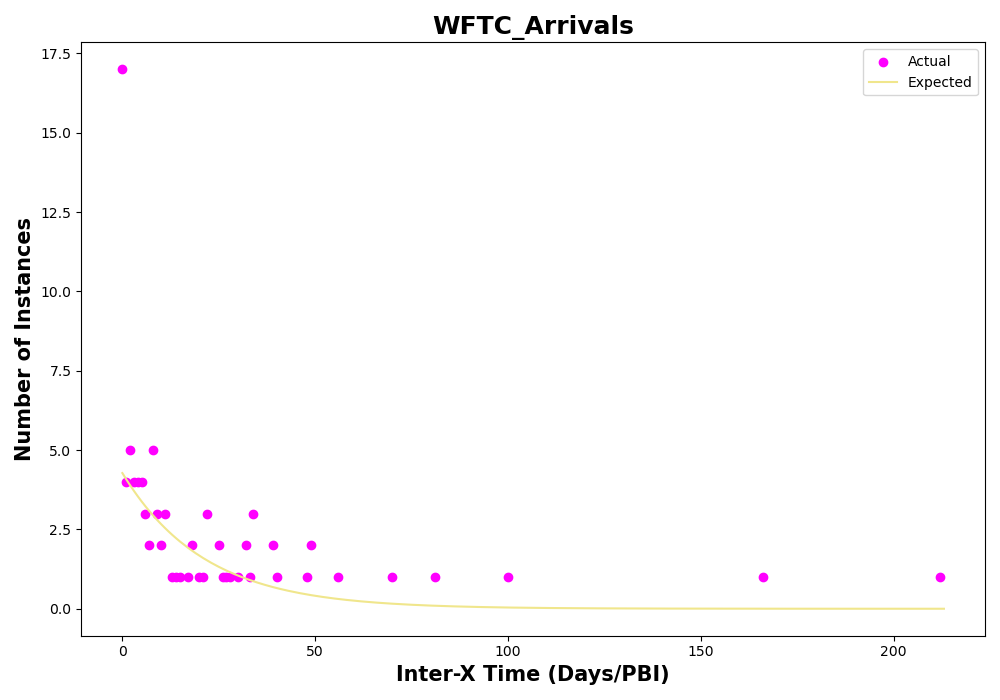 WFTC_Arrivals
Actual
Expected
17.5
15.0
12.5
10.0
7.5
5.0
2.5
0.0
Number of Instances
0
50
100
150
200
Inter-X Time (Days/PBI)